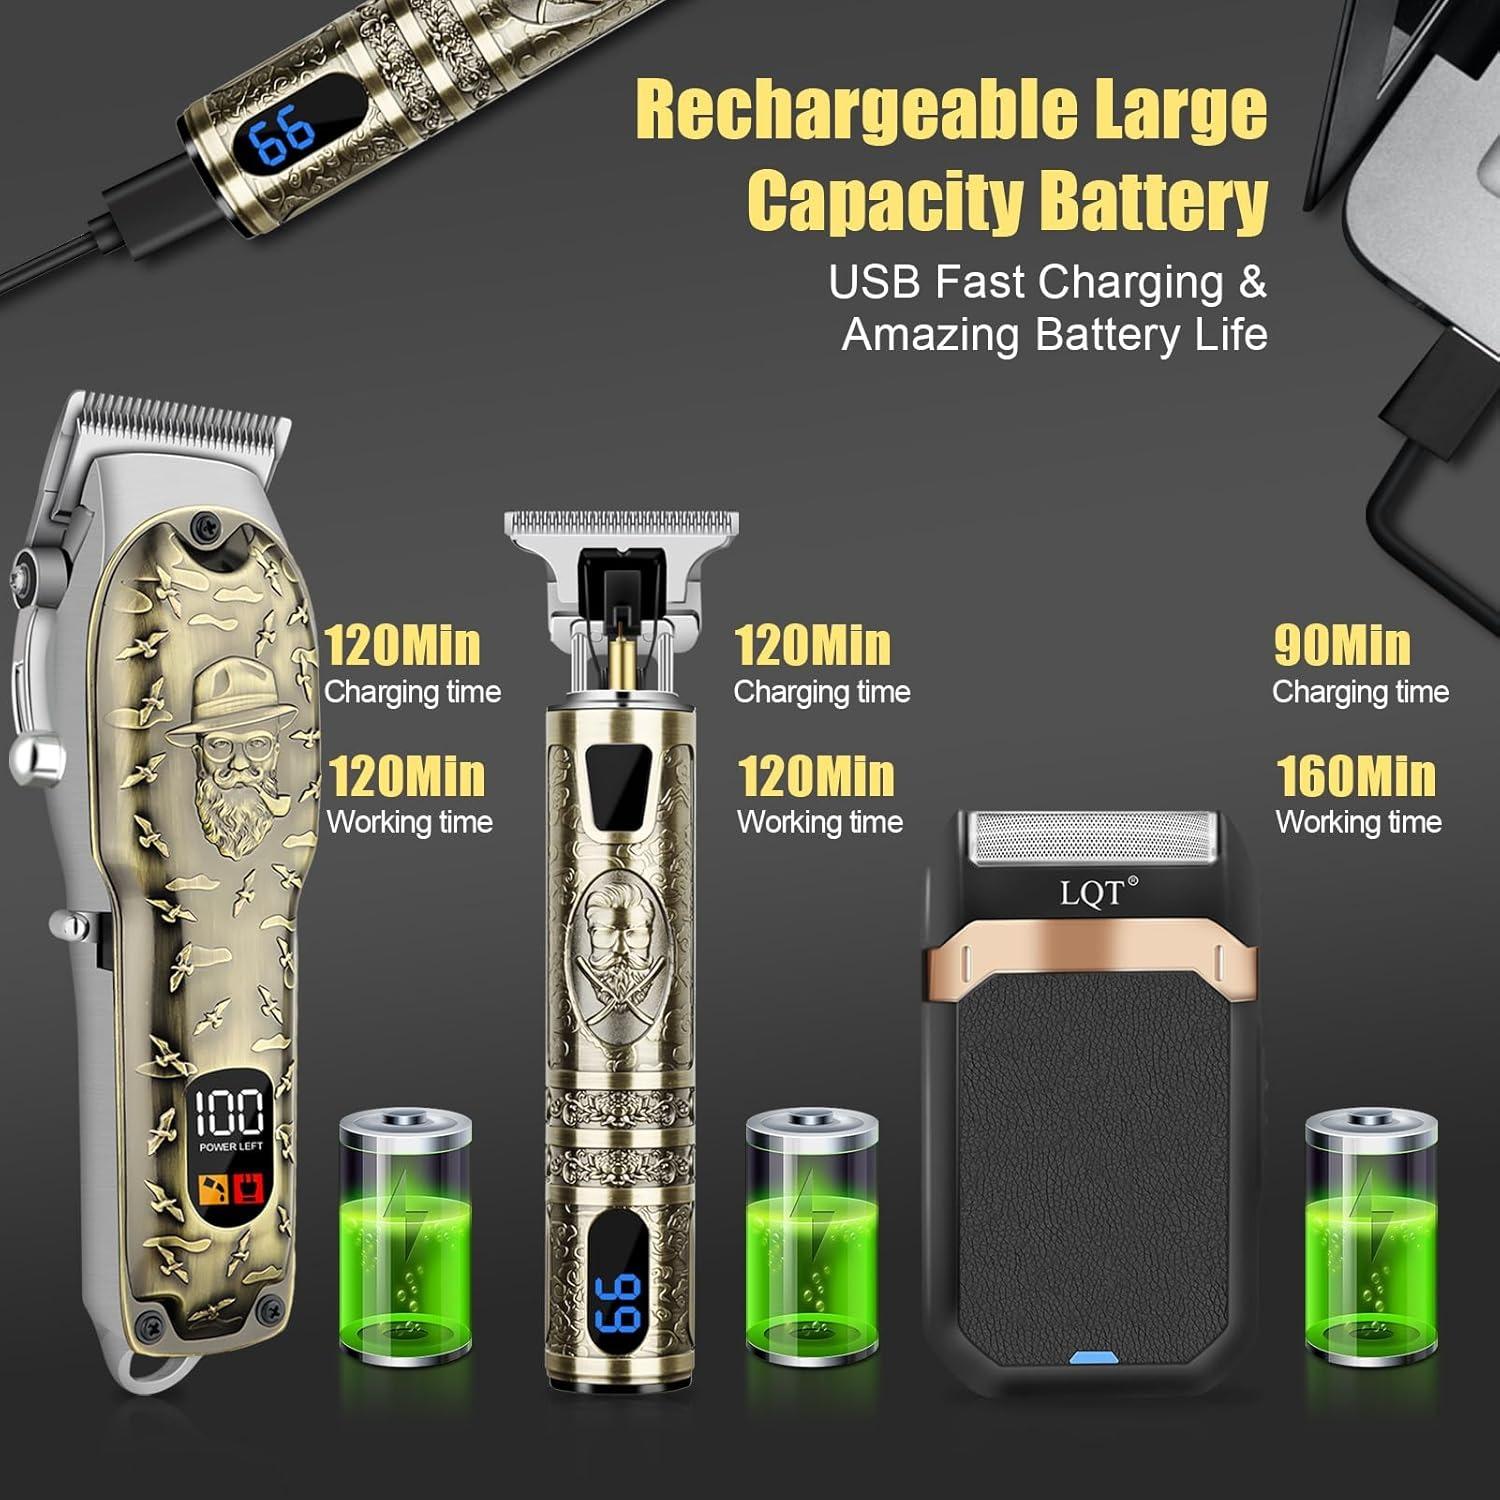 66
Rechargeable Large
Capacity Battery
USB Fast Charging &
Amazing Battery Life
120Min
Charging time
120Min
Working time
120Min
Charging time
120Min
Working time
90Min
Charging time
160Min
Working time
LQT®
100
POWER LEFT
99